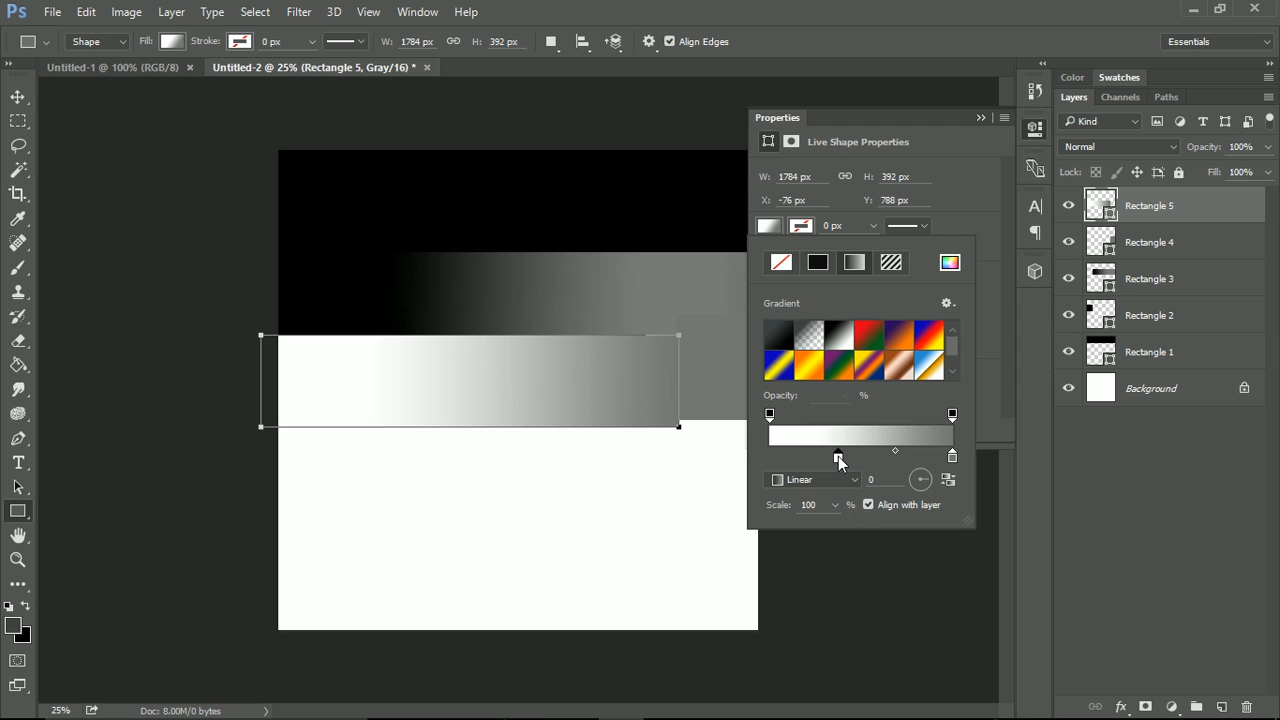 Ps File Edit Image Layer Type Select Filter 3D View Window Help
Shape Fill: Stroke: 0 px W: 1784 px H: 392 px Align Edges Essentials
Untitled-1 @ 100% (RGB/8) × Untitled-2 @ 25% (Rectangle 5, Gray/16) * ×
Color Swatches
Properties
Layers Channels Paths
Kind
Live Shape Properties
Normal Opacity: 100%
Lock: Fill: 100%
W: 1784 px H: 392 px
X: -76 px Y: 788 px
0 px
Rectangle 5
Rectangle 4
Rectangle 3
Rectangle 2
Rectangle 1
Background
Gradient
Opacity: %
Linear 0
Scale: 100 % Align with layer
25% Doc: 8.00M/0 bytes